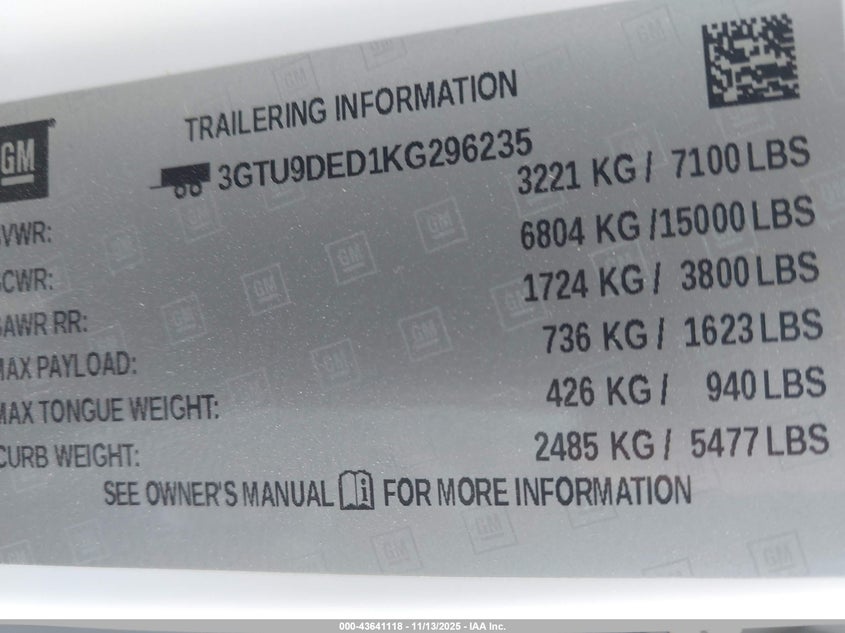 GM
TRAILERING INFORMATION
3GTU9DED1KG296235
VWR: 3221 KG / 7100 LBS
CWR: 6804 KG /15000 LBS
AWR RR: 1724 KG / 3800 LBS
MAX PAYLOAD: 736 KG / 1623 LBS
MAX TONGUE WEIGHT: 426 KG / 940 LBS
CURB WEIGHT: 2485 KG / 5477 LBS
SEE OWNER'S MANUAL i FOR MORE INFORMATION
000-43641118 - 11/13/2025 - IAA Inc.